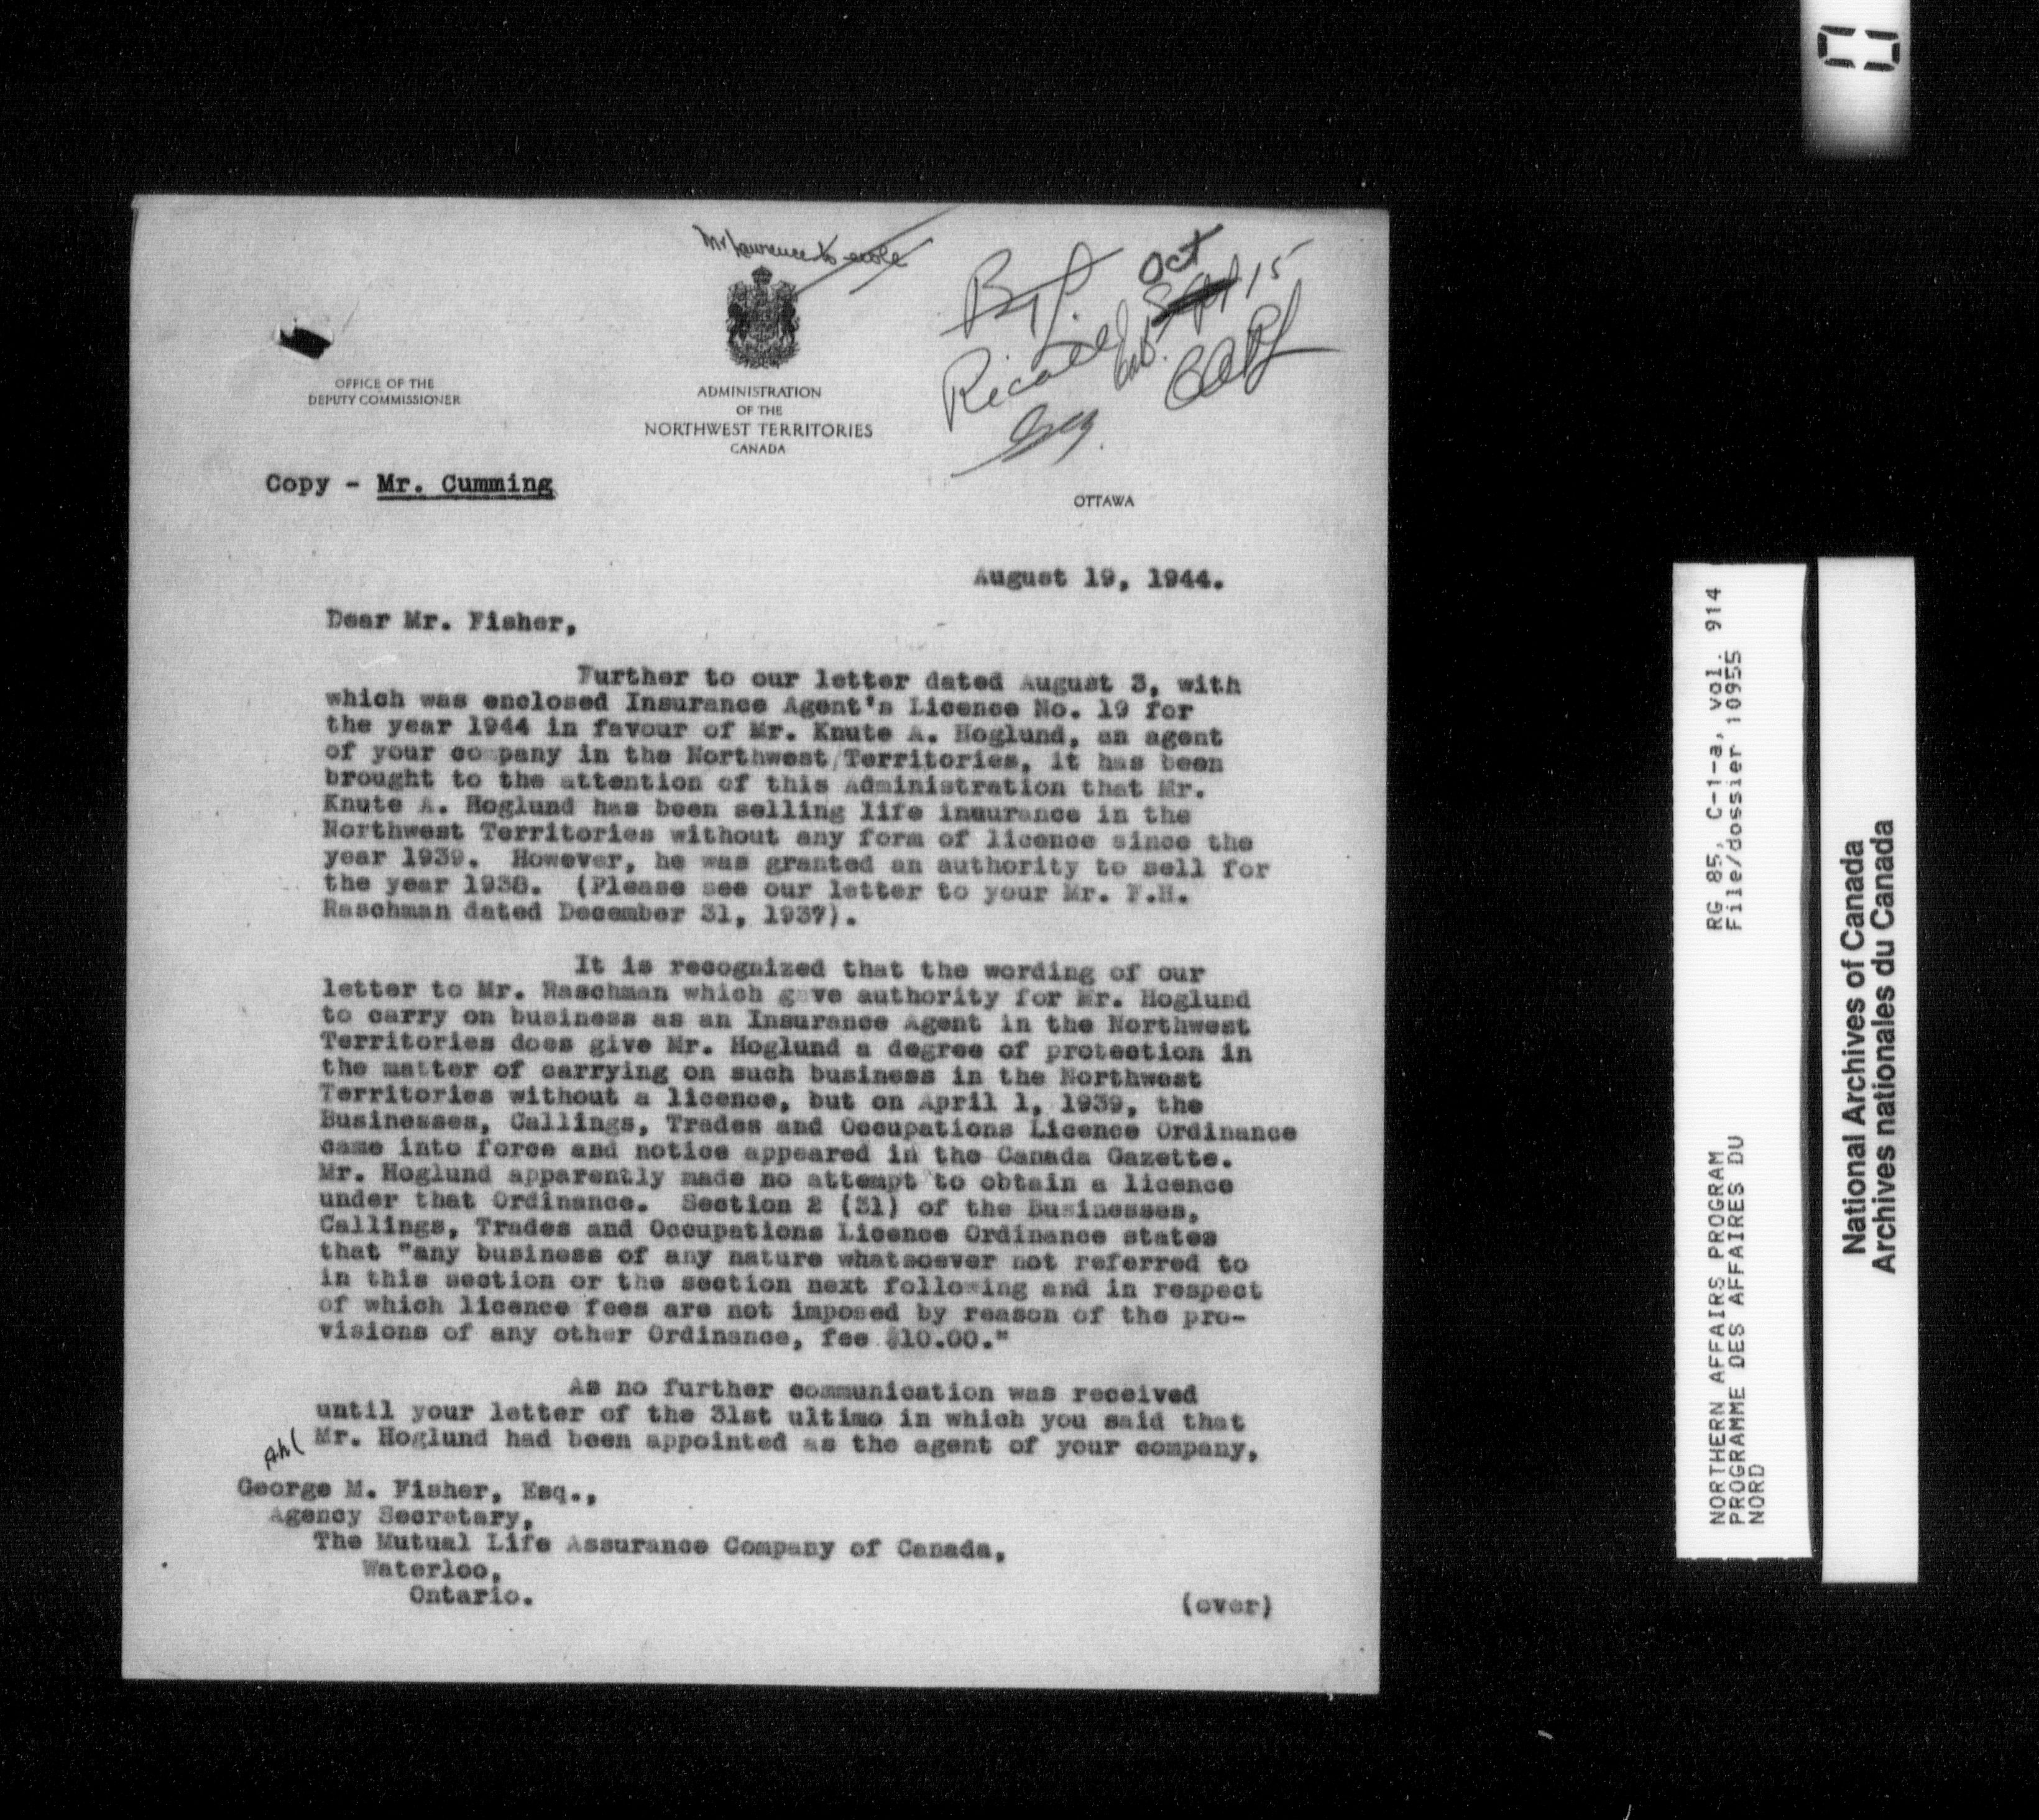 Mr Lawrence to note
B.F. Oct
Sept 15
OFFICE OF THE
DEPUTY COMMISSIONER
ADMINISTRATION
OF THE
NORTHWEST TERRITORIES
CANADA
Copy - Mr. Cumming
OTTAWA
August 19, 1944.
Dear Mr. Fisher,
Further to our letter dated August 3, with
which was enclosed Insurance Agent's Licence No. 19 for
the year 1944 in favour of Mr. Knute A. Hoglund, an agent
of your company in the Northwest Territories, it has been
brought to the attention of this Administration that Mr.
Knute A. Hoglund has been selling life insurance in the
Northwest Territories without any form of licence since the
year 1939. However, he was granted an authority to sell for
the year 1938. (Please see our letter to your Mr. F.H.
Raschman dated December 31, 1937).
It is recognized that the wording of our
letter to Mr. Raschman which gave authority for Mr. Hoglund
to carry on business as an Insurance Agent in the Northwest
Territories does give Mr. Hoglund a degree of protection in
the matter of carrying on such business in the Northwest
Territories without a licence, but on April 1, 1939, the
Businesses, Callings, Trades and Occupations Licence Ordinance
came into force and notice appeared in the Canada Gazette.
Mr. Hoglund apparently made no attempt to obtain a licence
under that Ordinance. Section 2 (31) of the Businesses,
Callings, Trades and Occupations Licence Ordinance states
that "any business of any nature whatsoever not referred to
in this section or the section next following and in respect
of which licence fees are not imposed by reason of the pro-
visions of any other Ordinance, fee $10.00."
As no further communication was received
until your letter of the 31st ultimo in which you said that
Mr. Hoglund had been appointed as the agent of your company,
George M. Fisher, Esq.,
Agency Secretary,
The Mutual Life Assurance Company of Canada,
Waterloo,
Ontario.
(over)
NORTHERN AFFAIRS PROGRAM RG 85, C-1-a, vol. 914
PROGRAMME DES AFFAIRES DU File/dossier 10955
NORD
National Archives of Canada
Archives nationales du Canada